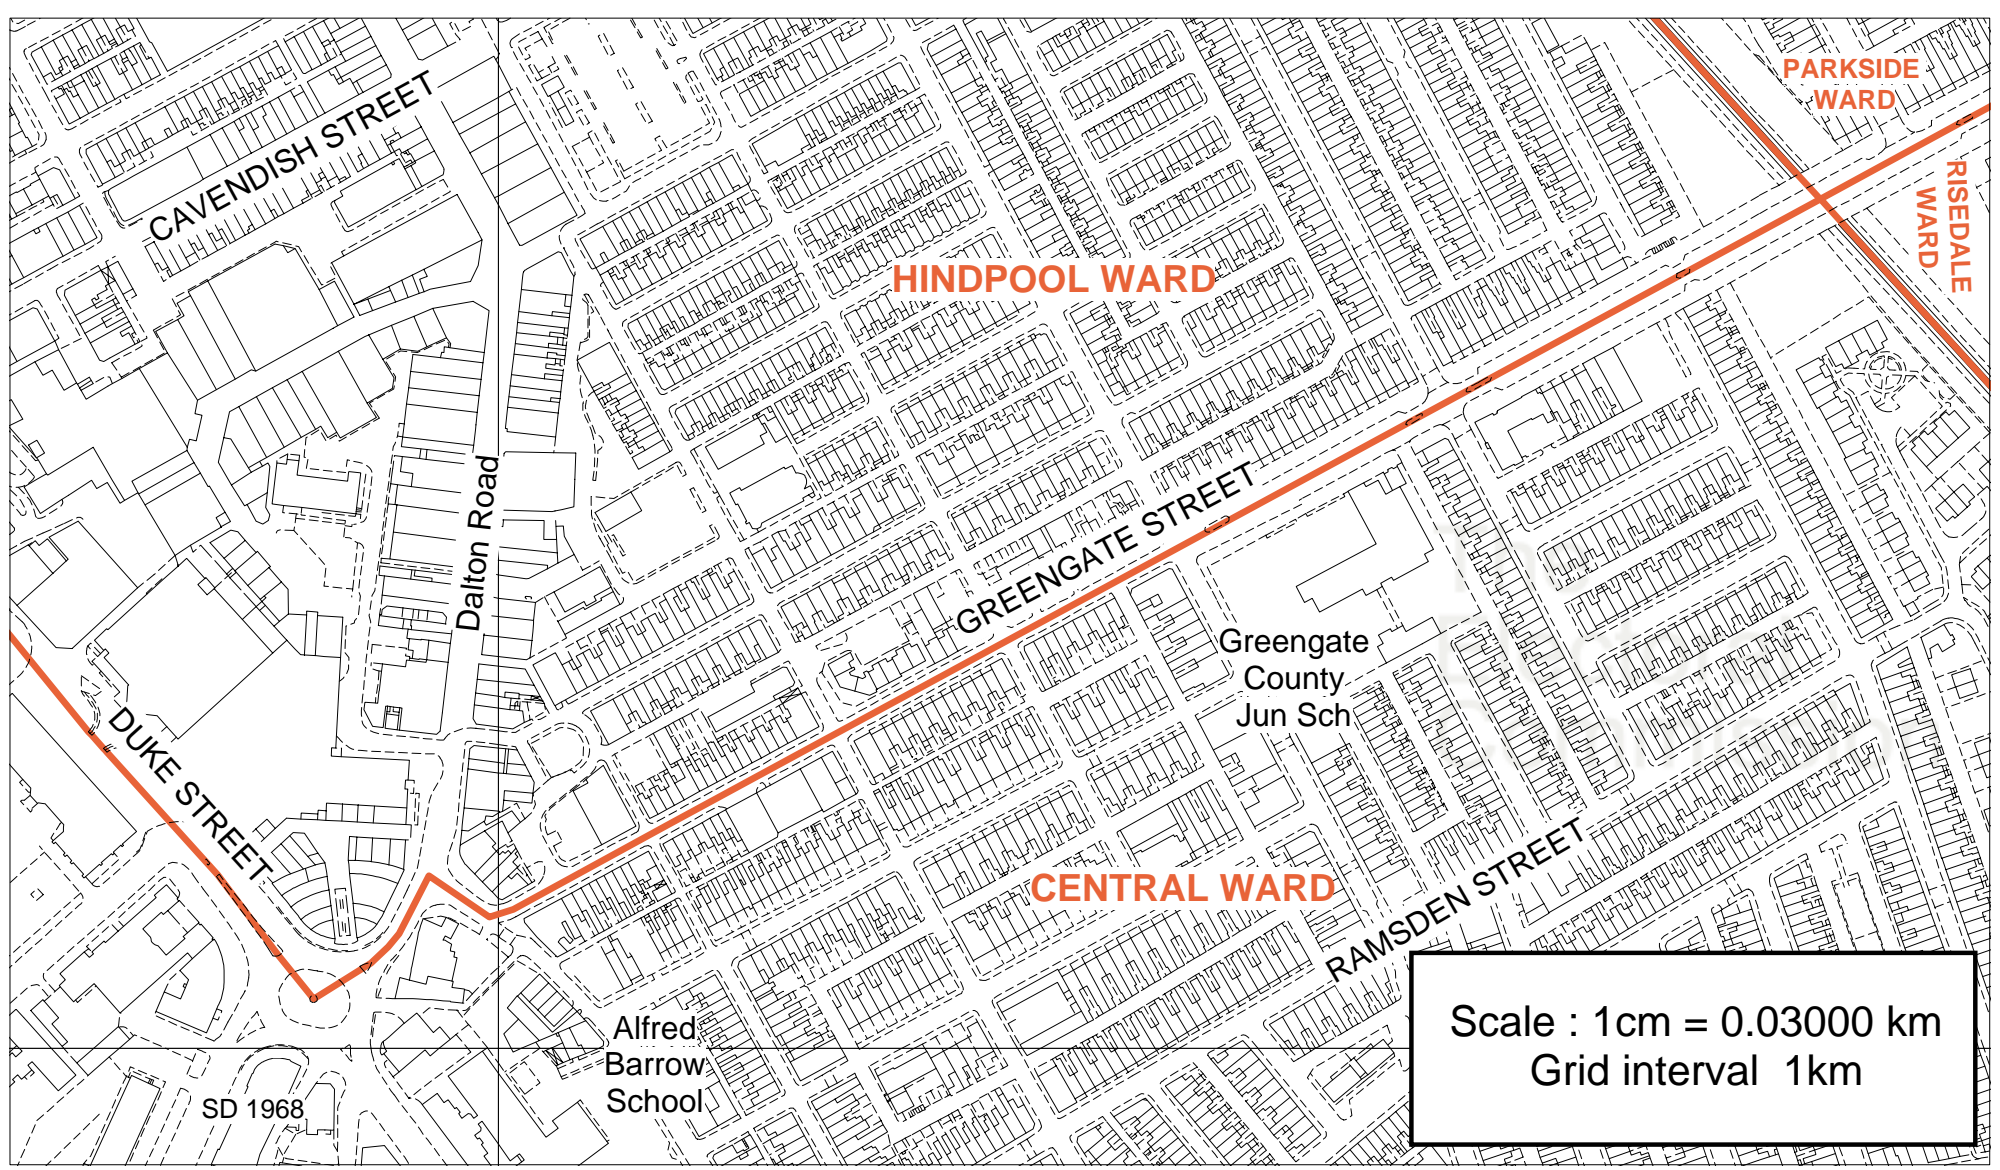 PARKSIDE
WARD
CAVENDISH STREET
RISEDALE
WARD
HINDPOOL WARD
Dalton Road
GREENGATE STREET
The
Greengate
County
Jun Sch
DUKE STREET
CENTRAL WARD
RAMSDEN STREET
Alfred
Barrow
School
SD 1968
Scale : 1cm = 0.03000 km
Grid interval 1km